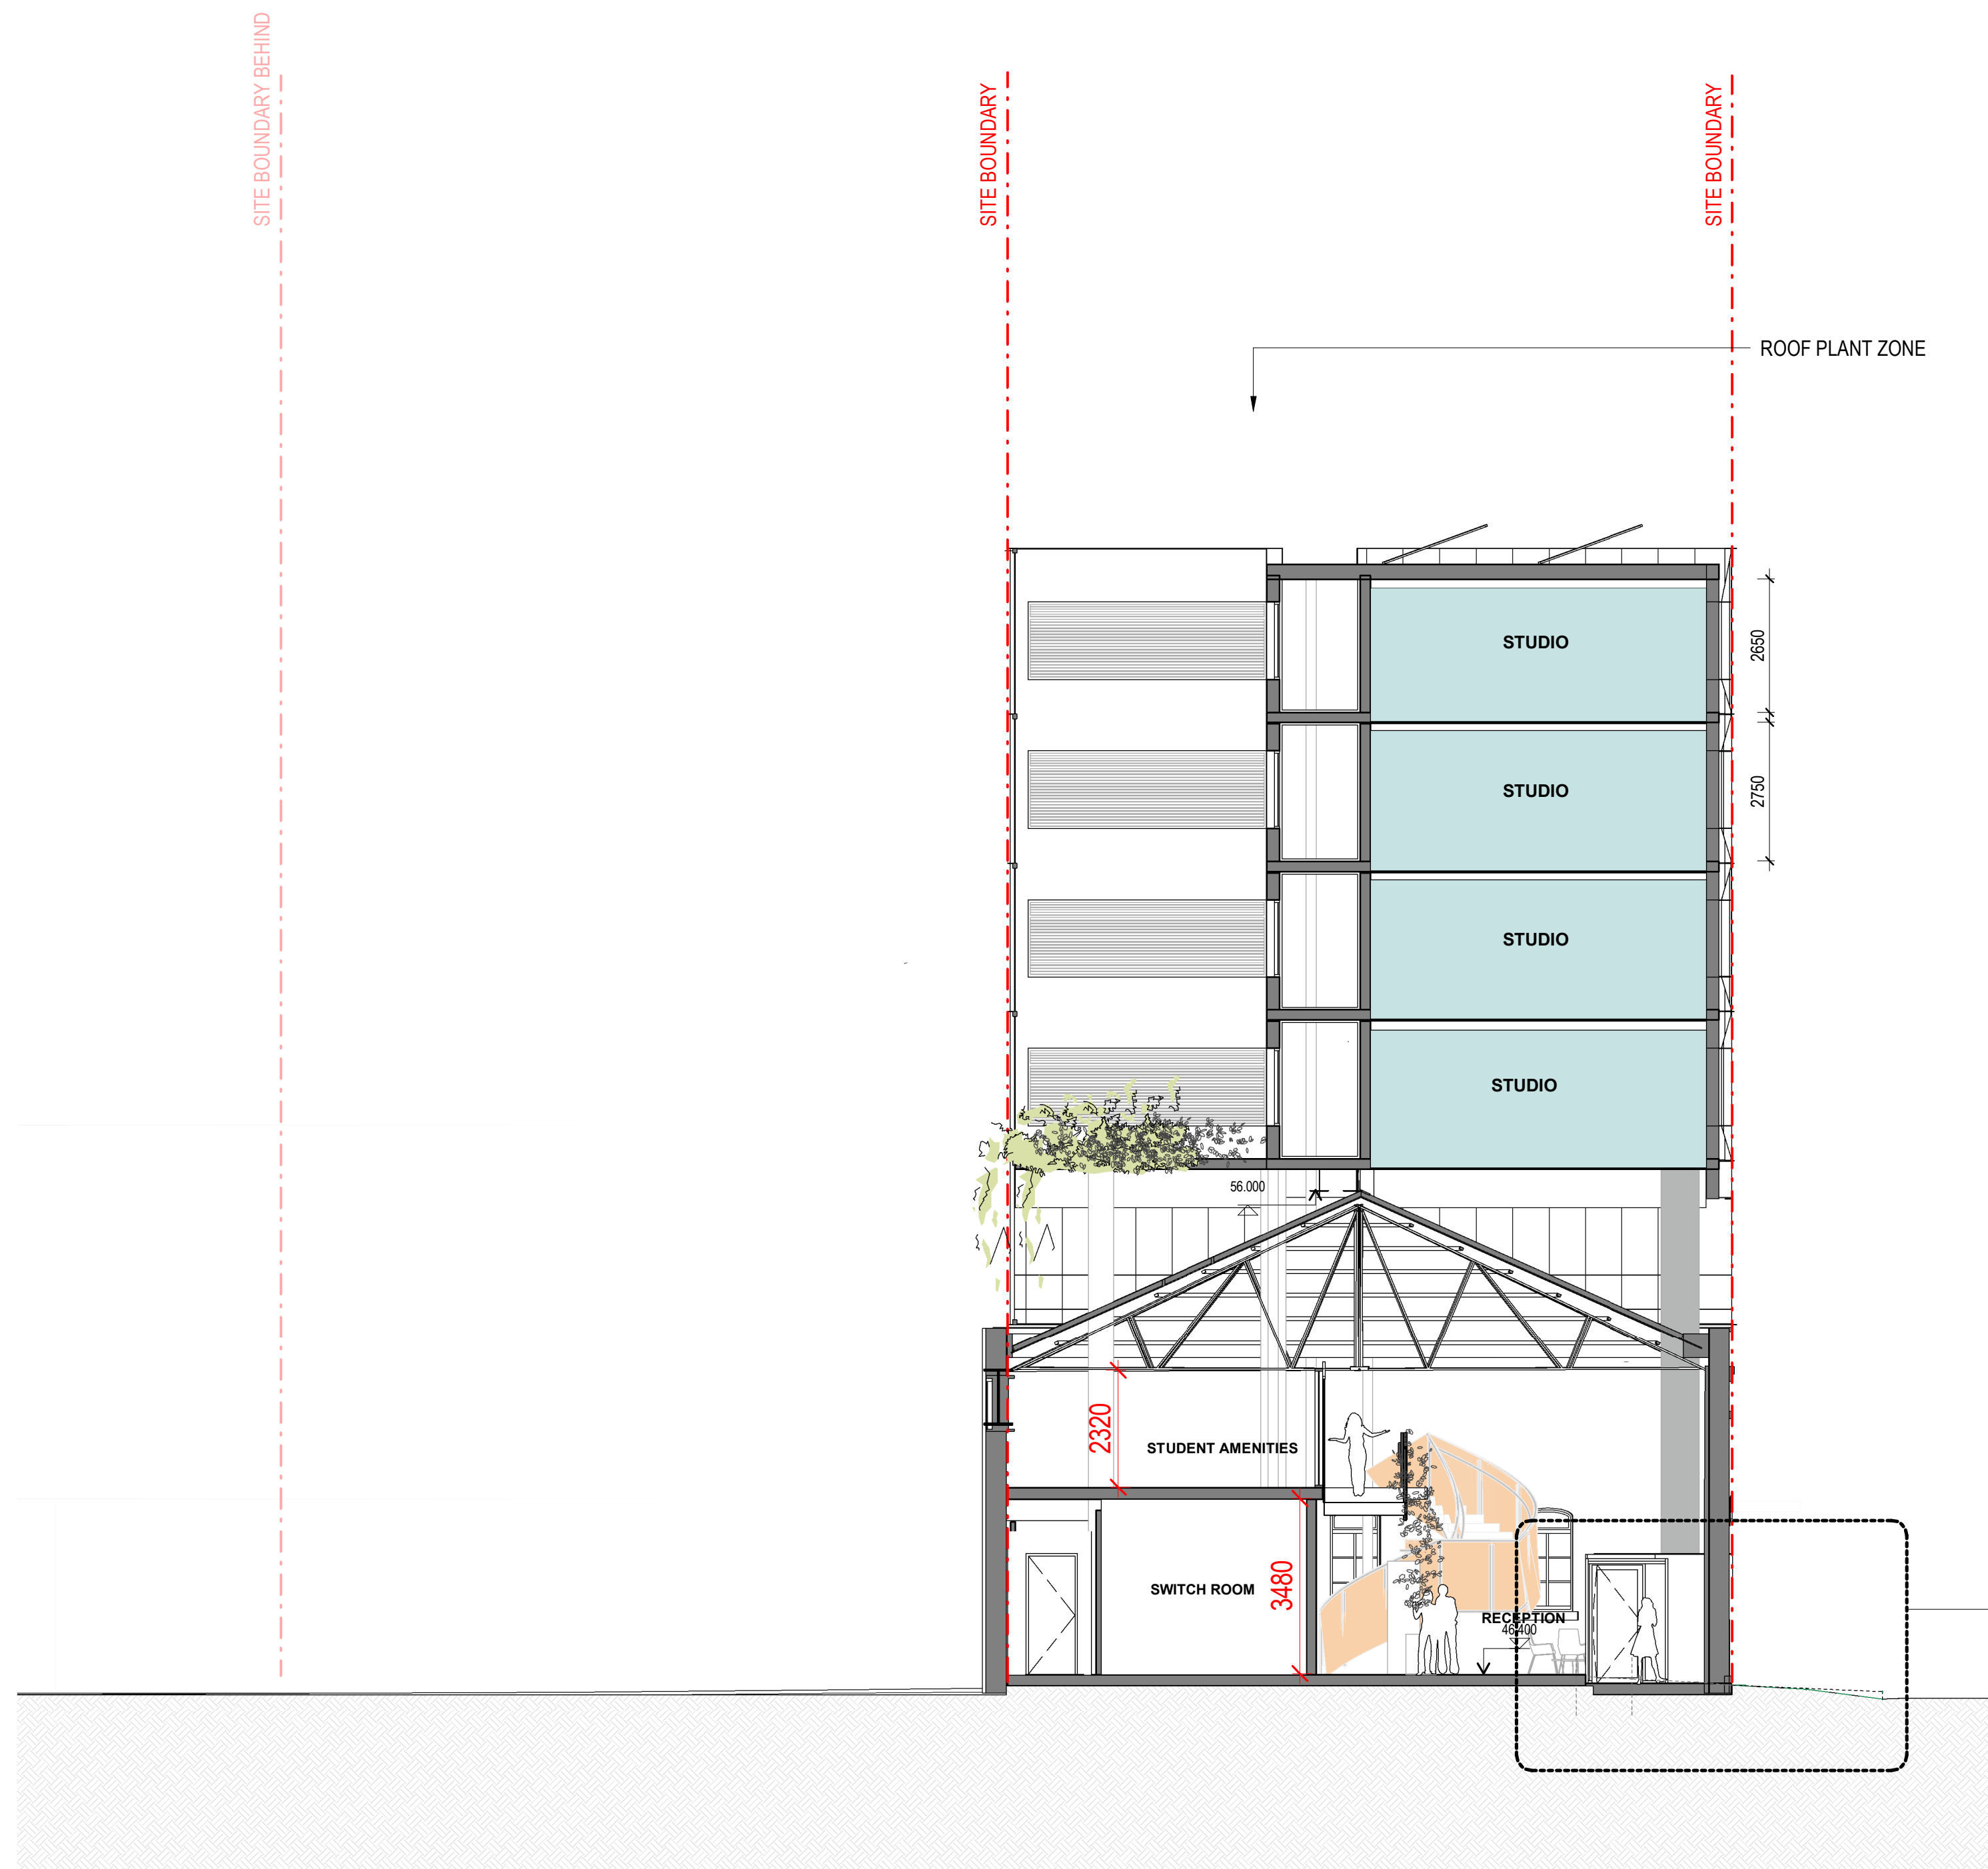 SITE BOUNDARY BEHIND
SITE BOUNDARY
SITE BOUNDARY
ROOF PLANT ZONE
STUDIO
2650
STUDIO
2750
STUDIO
STUDIO
56.000
2320
STUDENT AMENITIES
SWITCH ROOM
3480
RECEPTION
46.400